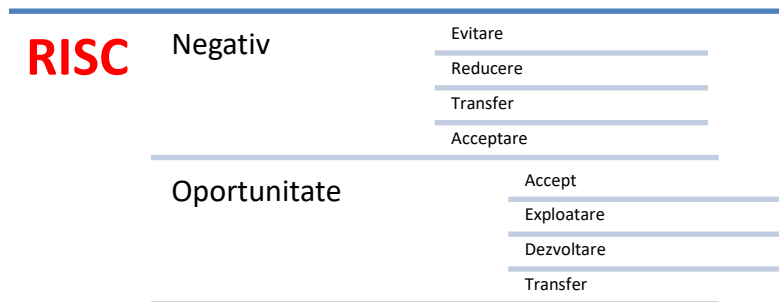 RISC
Negativ
Evitare
Reducere
Transfer
Acceptare
Oportunitate
Accept
Exploatare
Dezvoltare
Transfer